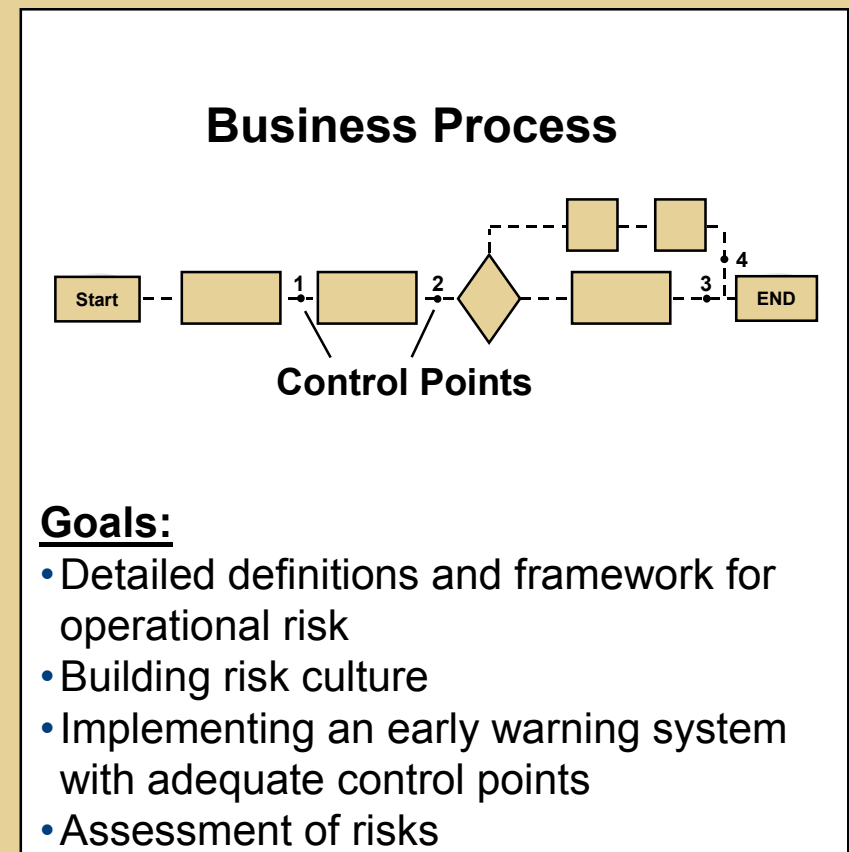 Business Process
4
1
2
3
Start
END
Control Points
Goals:
•Detailed definitions and framework for
operational risk
•Building risk culture
•Implementing an early warning system
with adequate control points
•Assessment of risks